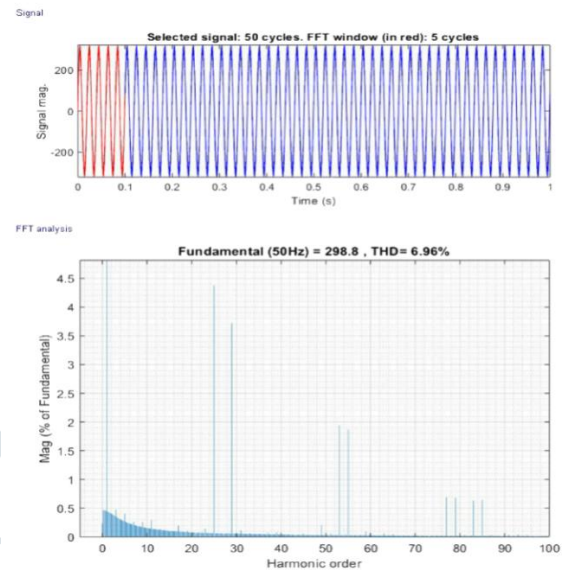 Signal
Selected signal: 50 cycles. FFT window (in red): 5 cycles
Signal mag.
200
0
-200
0 0.1 0.2 0.3 0.4 0.5 0.6 0.7 0.8 0.9 1
Time (s)
FFT analysis
Fundamental (50Hz) = 298.8 , THD= 6.96%
Mag (% of Fundamental)
4.5
4
3.5
3
2.5
2
1.5
1
0.5
0
0 10 20 30 40 50 60 70 80 90 100
Harmonic order